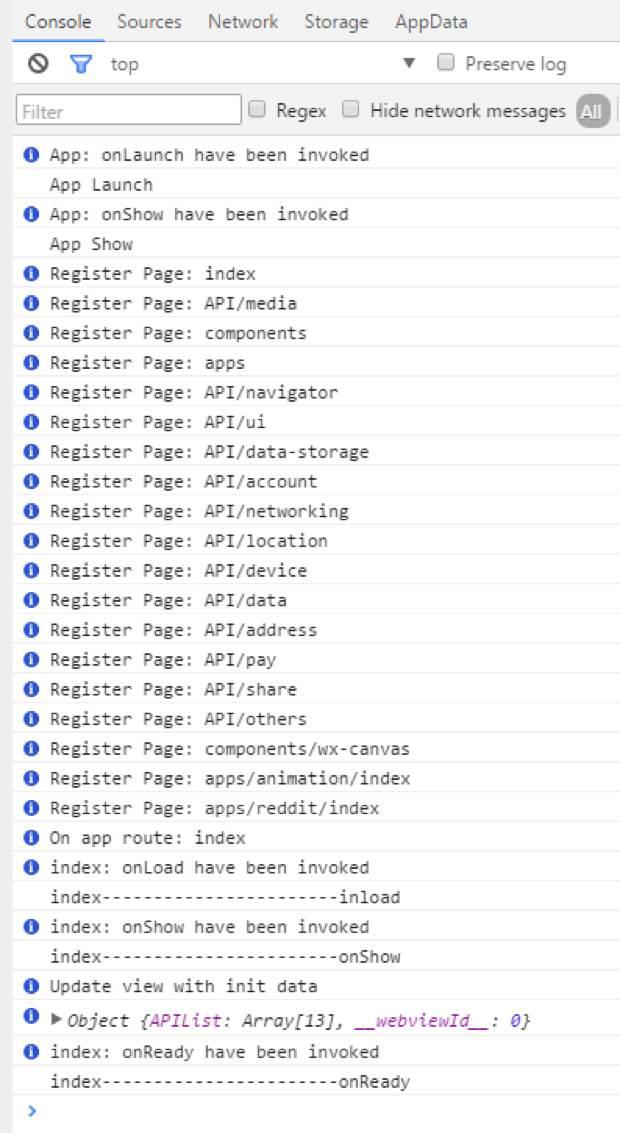 Console Sources Network Storage AppData
top ▼ Preserve log
Filter Regex Hide network messages All
App: onLaunch have been invoked
App Launch
App: onShow have been invoked
App Show
Register Page: index
Register Page: API/media
Register Page: components
Register Page: apps
Register Page: API/navigator
Register Page: API/ui
Register Page: API/data-storage
Register Page: API/account
Register Page: API/networking
Register Page: API/location
Register Page: API/device
Register Page: API/data
Register Page: API/address
Register Page: API/pay
Register Page: API/share
Register Page: API/others
Register Page: components/wx-canvas
Register Page: apps/animation/index
Register Page: apps/reddit/index
On app route: index
index: onLoad have been invoked
index-----------------------inload
index: onShow have been invoked
index-----------------------onShow
Update view with init data
▶ Object {APIList: Array[13], __webviewId__: 0}
index: onReady have been invoked
index-----------------------onReady
>